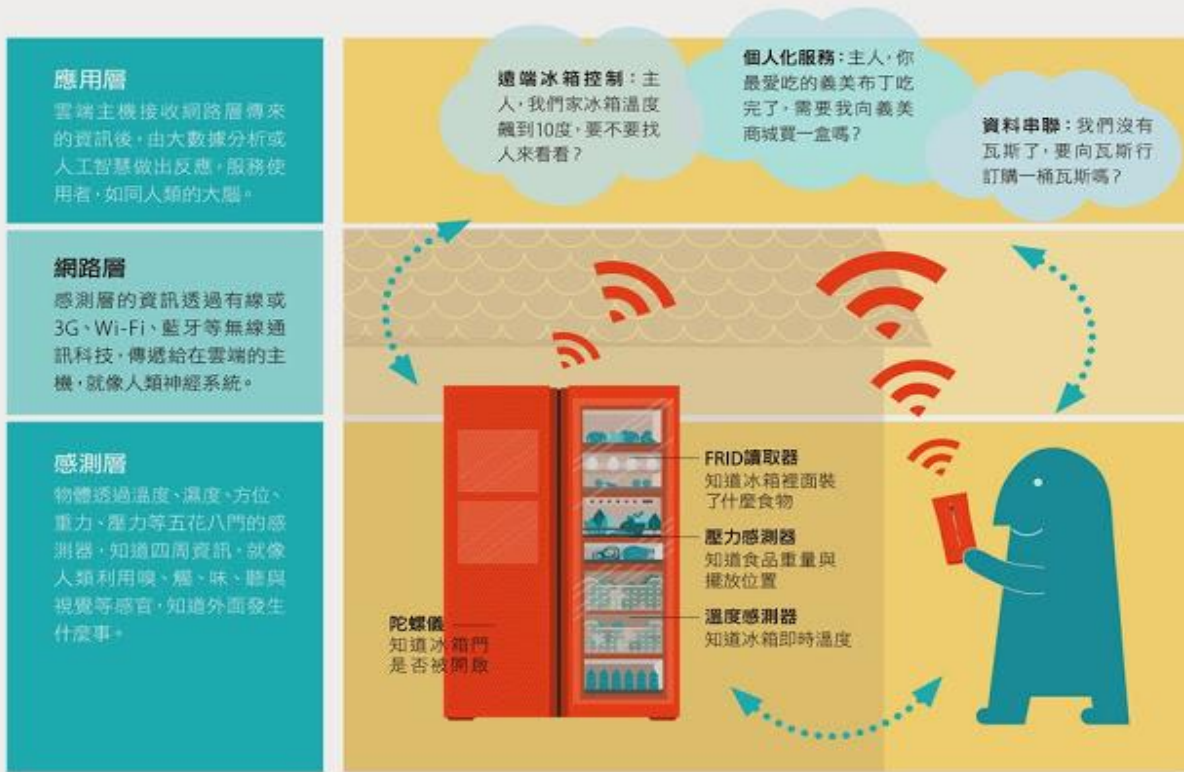 應用層
雲端主機接收網路層傳來
的資訊後，由大數據分析或
人工智慧做出反應，服務使
用者，如同人類的大腦。
遠端冰箱控制：主
人，我們家冰箱溫度
飆到10度，要不要找
人來看看？
個人化服務：主人，你
最愛吃的義美布丁吃
完了，需要我向義美
商城買一盒嗎？
資料串聯：我們沒有
瓦斯了，要向瓦斯行
訂購一桶瓦斯嗎？
網路層
感測層的資訊透過有線或
3G、Wi-Fi、藍牙等無線通
訊科技，傳遞給在雲端的主
機，就像人類神經系統。
感測層
物體透過溫度、濕度、方位、
重力、壓力等五花八門的感
測器，知道四周資訊，就像
人類利用嗅、觸、味、聽與
視覺等感官，知道外面發生
什麼事。
FRID讀取器
知道冰箱裡面裝
了什麼食物
壓力感測器
知道食品重量與
擺放位置
溫度感測器
知道冰箱即時溫度
陀螺儀
知道冰箱門
是否被開啟